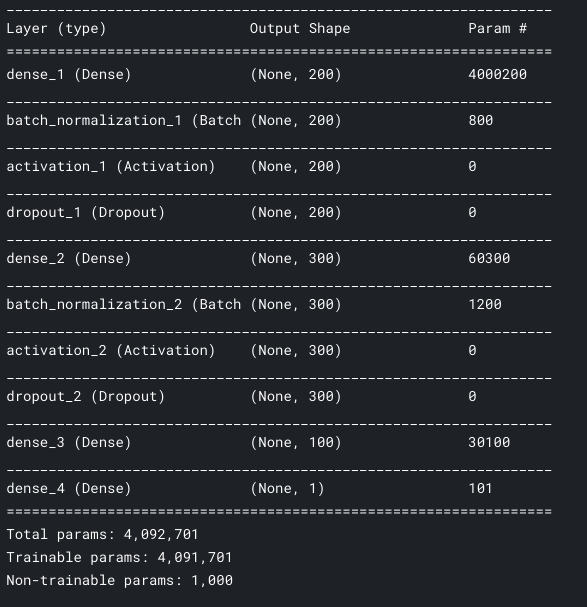 _________________________________________________________________
Layer (type)                 Output Shape              Param #
=================================================================
dense_1 (Dense)              (None, 200)               4000200
_________________________________________________________________
batch_normalization_1 (Batch (None, 200)               800
_________________________________________________________________
activation_1 (Activation)    (None, 200)               0
_________________________________________________________________
dropout_1 (Dropout)          (None, 200)               0
_________________________________________________________________
dense_2 (Dense)              (None, 300)               60300
_________________________________________________________________
batch_normalization_2 (Batch (None, 300)               1200
_________________________________________________________________
activation_2 (Activation)    (None, 300)               0
_________________________________________________________________
dropout_2 (Dropout)          (None, 300)               0
_________________________________________________________________
dense_3 (Dense)              (None, 100)               30100
_________________________________________________________________
dense_4 (Dense)              (None, 1)                 101
=================================================================
Total params: 4,092,701
Trainable params: 4,091,701
Non-trainable params: 1,000